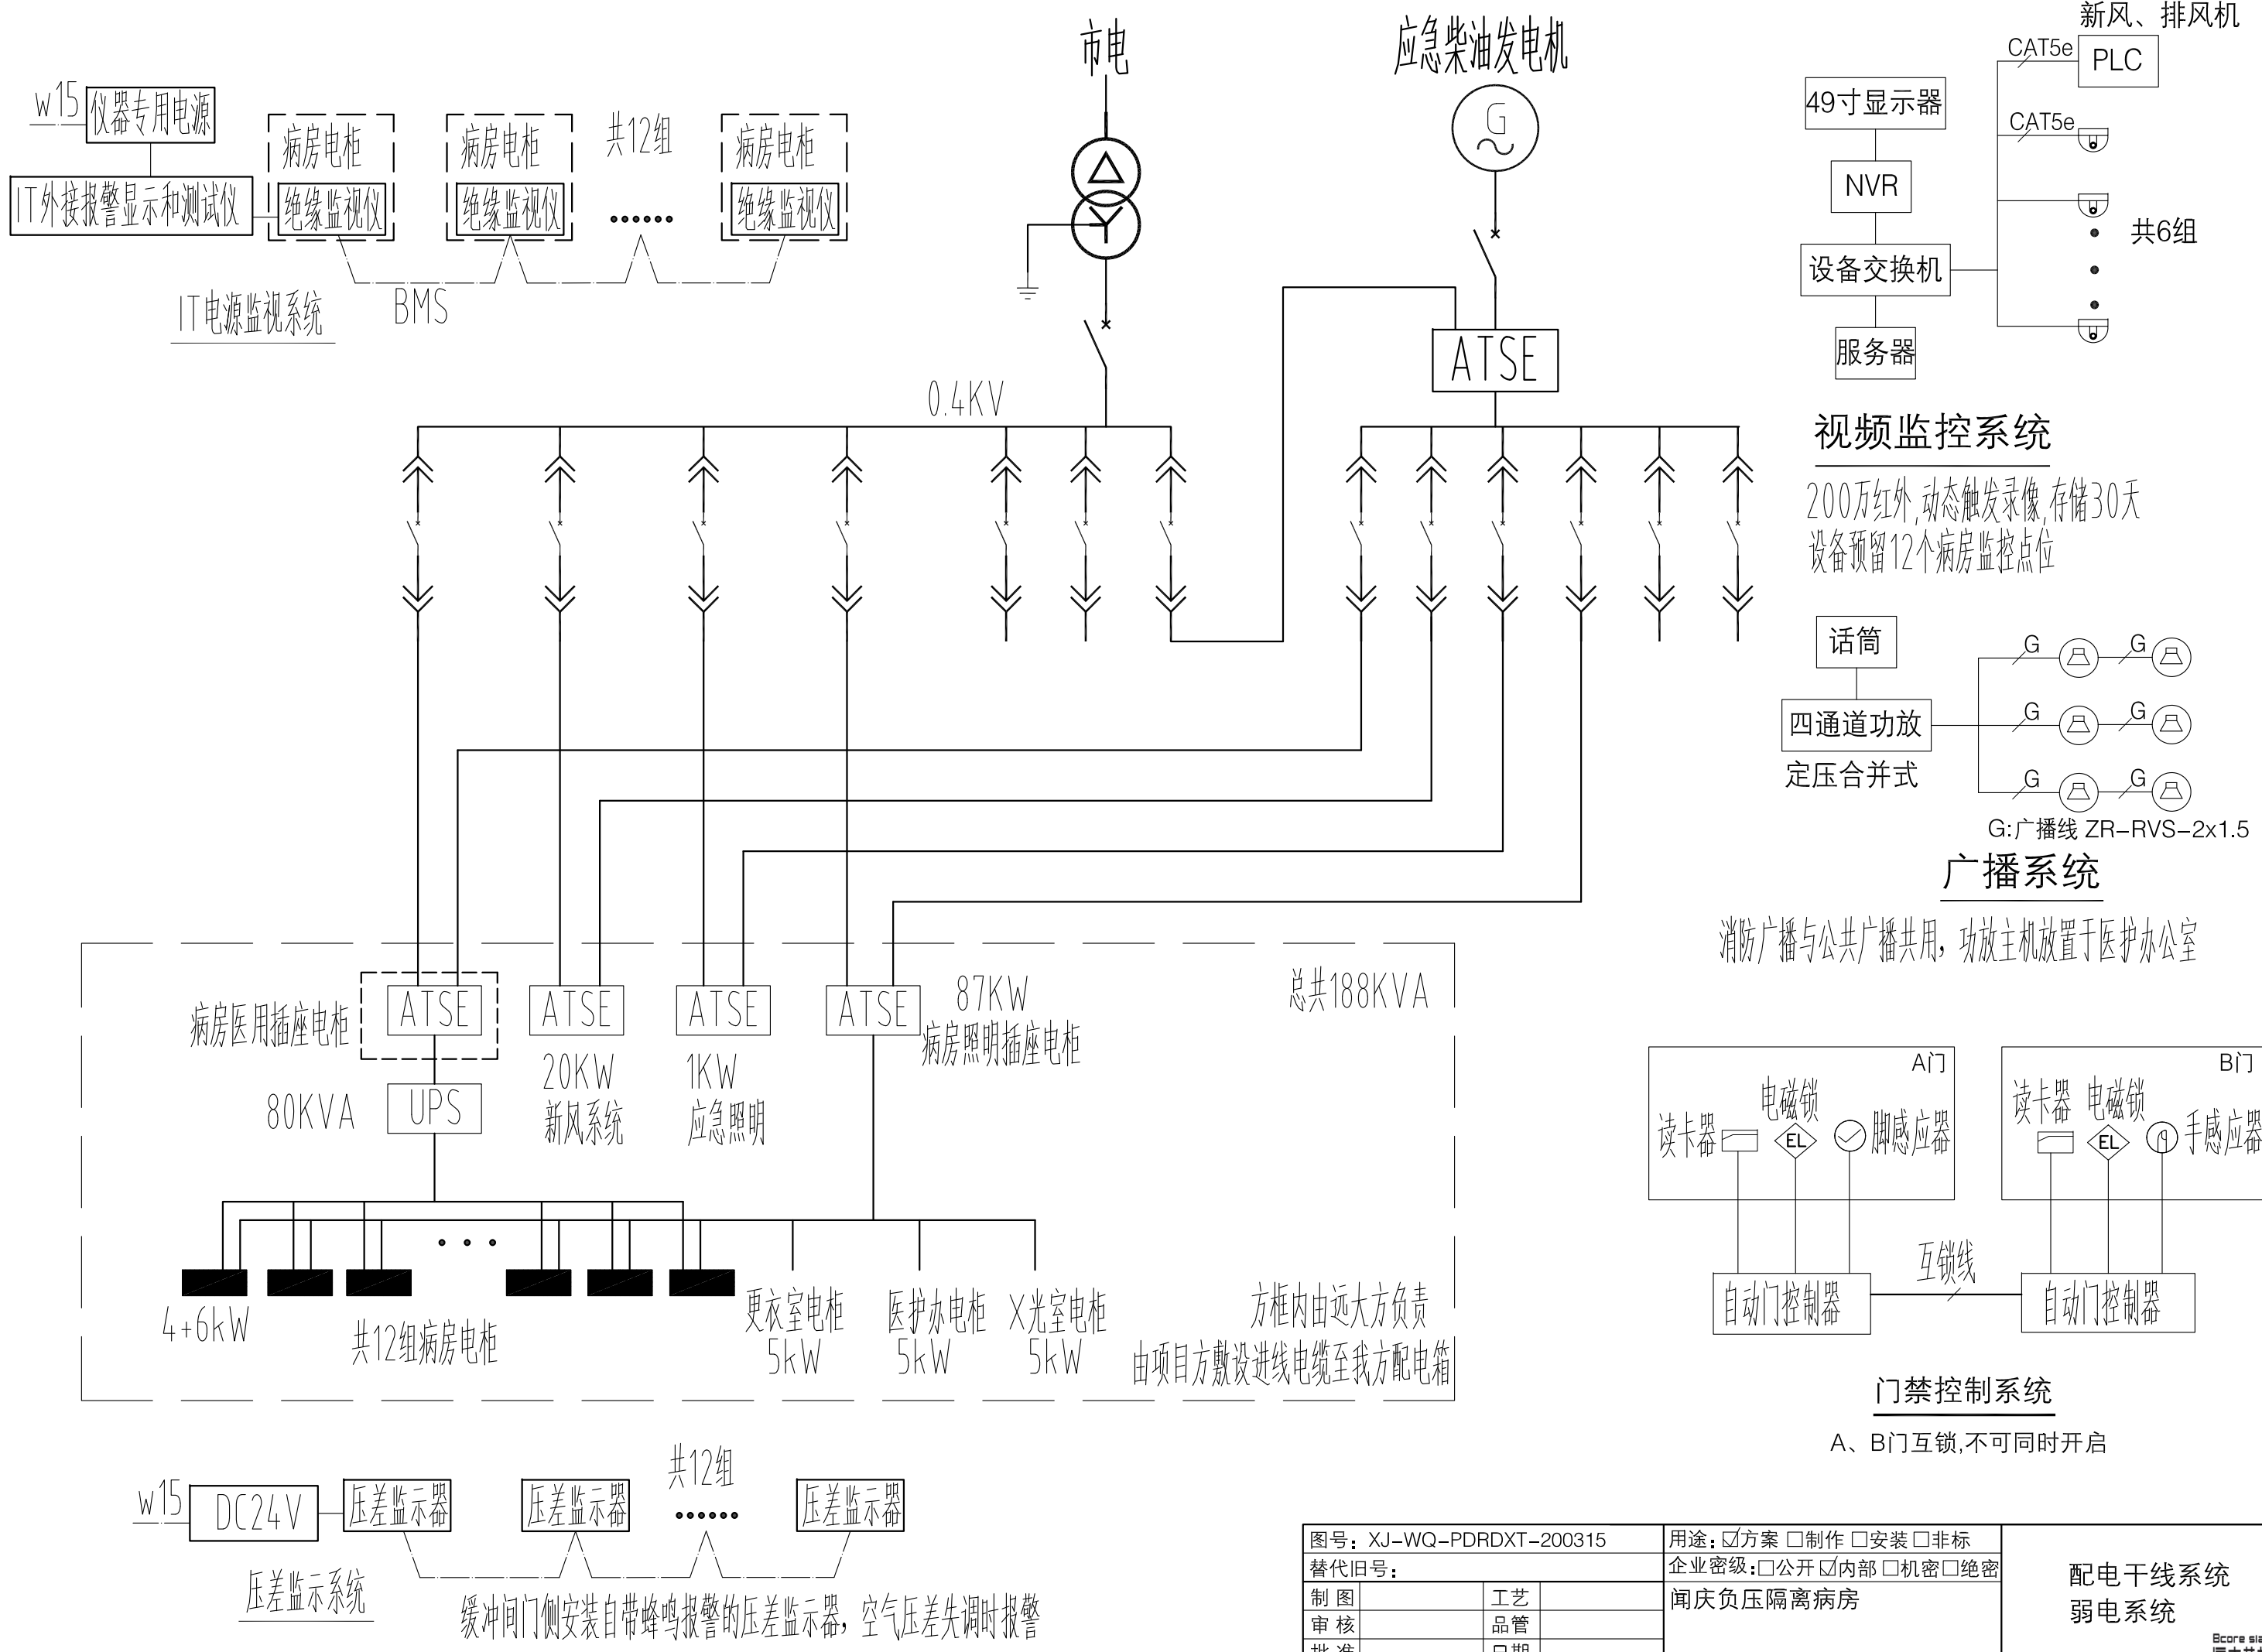 市电
应急柴油发电机
G
0.4KV
ATSE
w15
仪器专用电源
IT外接报警显示和测试仪
病房电柜
绝缘监视仪
病房电柜
绝缘监视仪
共12组
病房电柜
绝缘监视仪
BMS
IT电源监视系统
新风、排风机
CAT5e
PLC
CAT5e
49寸显示器
NVR
设备交换机
服务器
共6组
视频监控系统
200万红外,动态触发录像,存储30天
设备预留12个病房监控点位
话筒
四通道功放
定压合并式
G
G
G
G
G
G
G:广播线 ZR-RVS-2x1.5
广播系统
消防广播与公共广播共用，功放主机放置于医护办公室
病房医用插座电柜
ATSE
ATSE
ATSE
ATSE
87KW
病房照明插座电柜
总共188KVA
80KVA
UPS
20KW
新风系统
1KW
应急照明
4+6kW
共12组病房电柜
更衣室电柜
5kW
医护办电柜
5kW
X光室电柜
5kW
方框内由远大方负责
由项目方敷设进线电缆至我方配电箱
A门
读卡器
电磁锁
EL
脚感应器
B门
读卡器
电磁锁
EL
手感应器
自动门控制器
互锁线
自动门控制器
门禁控制系统
A、B门互锁,不可同时开启
w15
DC24V
压差监示器
压差监示器
共12组
压差监示器
压差监示系统
缓冲间门侧安装自带蜂鸣报警的压差监示器，空气压差失调时报警
图号：XJ-WQ-PDRDXT-200315
用途：☑方案 □制作 □安装 □非标
替代旧号：
企业密级：□公开 ☑内部 □机密 □绝密
制 图
工艺
闻庆负压隔离病房
审 核
品管
配电干线系统
弱电系统